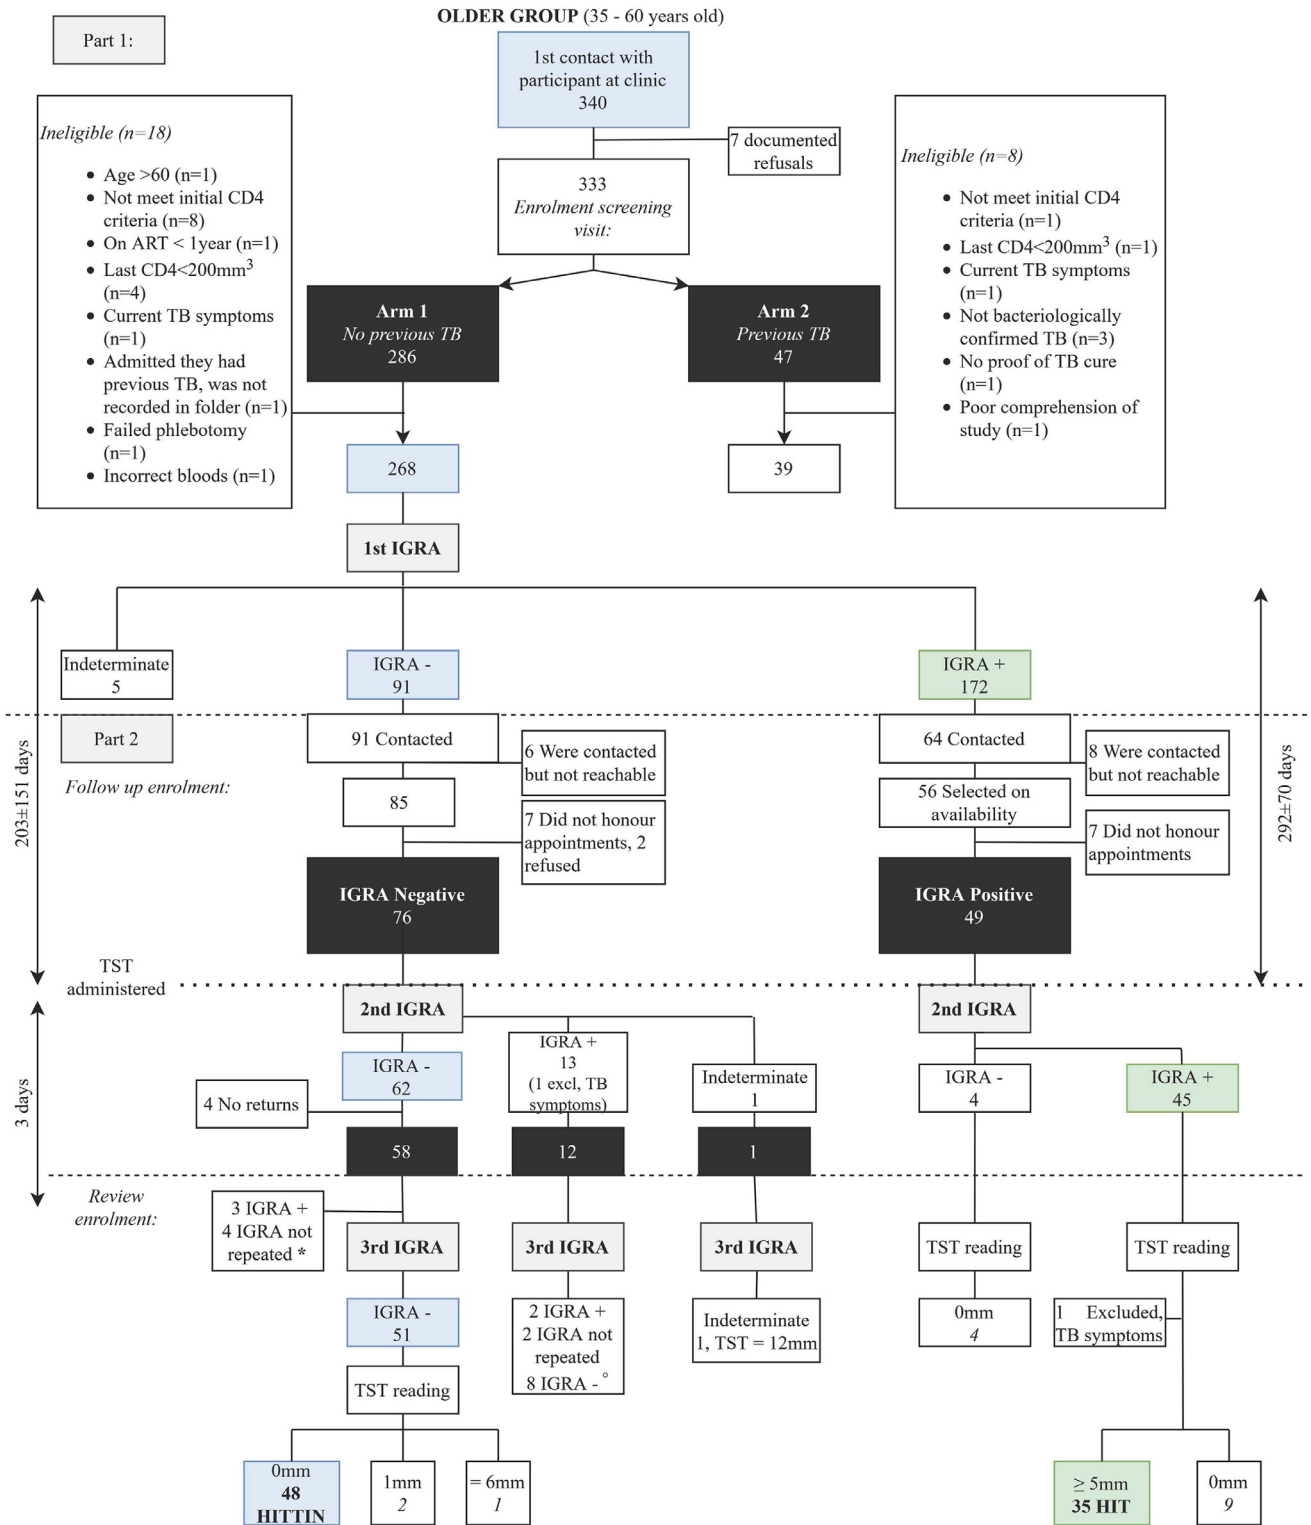 OLDER GROUP (35 - 60 years old)
Part 1:
1st contact with
participant at clinic
340
7 documented
refusals
333
Enrolment screening
visit:
Ineligible (n=18)
• Age >60 (n=1)
• Not meet initial CD4
criteria (n=8)
• On ART < 1year (n=1)
• Last CD4<200mm³
(n=4)
• Current TB symptoms
(n=1)
• Admitted they had
previous TB, was not
recorded in folder (n=1)
• Failed phlebotomy
(n=1)
• Incorrect bloods (n=1)
Ineligible (n=8)
• Not meet initial CD4
criteria (n=1)
• Last CD4<200mm³ (n=1)
• Current TB symptoms
(n=1)
• Not bacteriologically
confirmed TB (n=3)
• No proof of TB cure
(n=1)
• Poor comprehension of
study (n=1)
Arm 1
No previous TB
286
Arm 2
Previous TB
47
268
39
1st IGRA
Indeterminate
5
IGRA -
91
IGRA +
172
Part 2
Follow up enrolment:
203±151 days
292±70 days
91 Contacted
6 Were contacted
but not reachable
85
7 Did not honour
appointments, 2
refused
64 Contacted
8 Were contacted
but not reachable
56 Selected on
availability
7 Did not honour
appointments
IGRA Negative
76
IGRA Positive
49
TST
administered
3 days
2nd IGRA
2nd IGRA
IGRA -
62
4 No returns
IGRA +
13
(1 excl, TB
symptoms)
Indeterminate
1
IGRA -
4
IGRA +
45
58
12
1
Review
enrolment:
3 IGRA +
4 IGRA not
repeated *
3rd IGRA
3rd IGRA
3rd IGRA
TST reading
TST reading
IGRA -
51
2 IGRA +
2 IGRA not
repeated
8 IGRA - °
Indeterminate
1, TST = 12mm
0mm
4
1 Excluded,
TB symptoms
TST reading
0mm
48
HITTIN
1mm
2
= 6mm
1
≥ 5mm
35 HIT
0mm
9